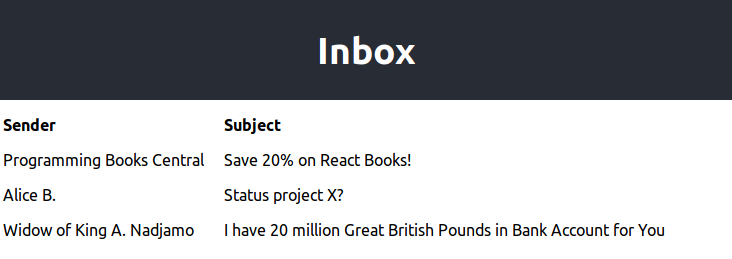 Inbox
Sender Subject
Programming Books Central Save 20% on React Books!
Alice B. Status project X?
Widow of King A. Nadjamo I have 20 million Great British Pounds in Bank Account for You